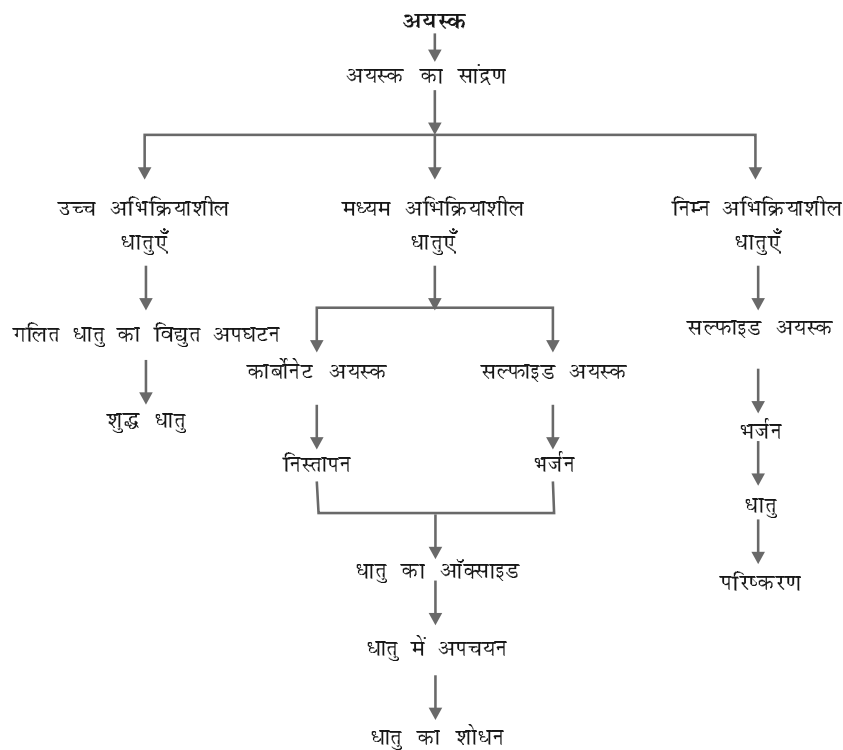 अयस्क
अयस्क का सांद्रण
उच्च अभिक्रियाशील
धातुएँ
मध्यम अभिक्रियाशील
धातुएँ
निम्न अभिक्रियाशील
धातुएँ
गलित धातु का विद्युत अपघटन
शुद्ध धातु
कार्बोनेट अयस्क
सल्फाइड अयस्क
निस्तापन
भर्जन
धातु का ऑक्साइड
धातु में अपचयन
धातु का शोधन
सल्फाइड अयस्क
भर्जन
धातु
परिष्करण